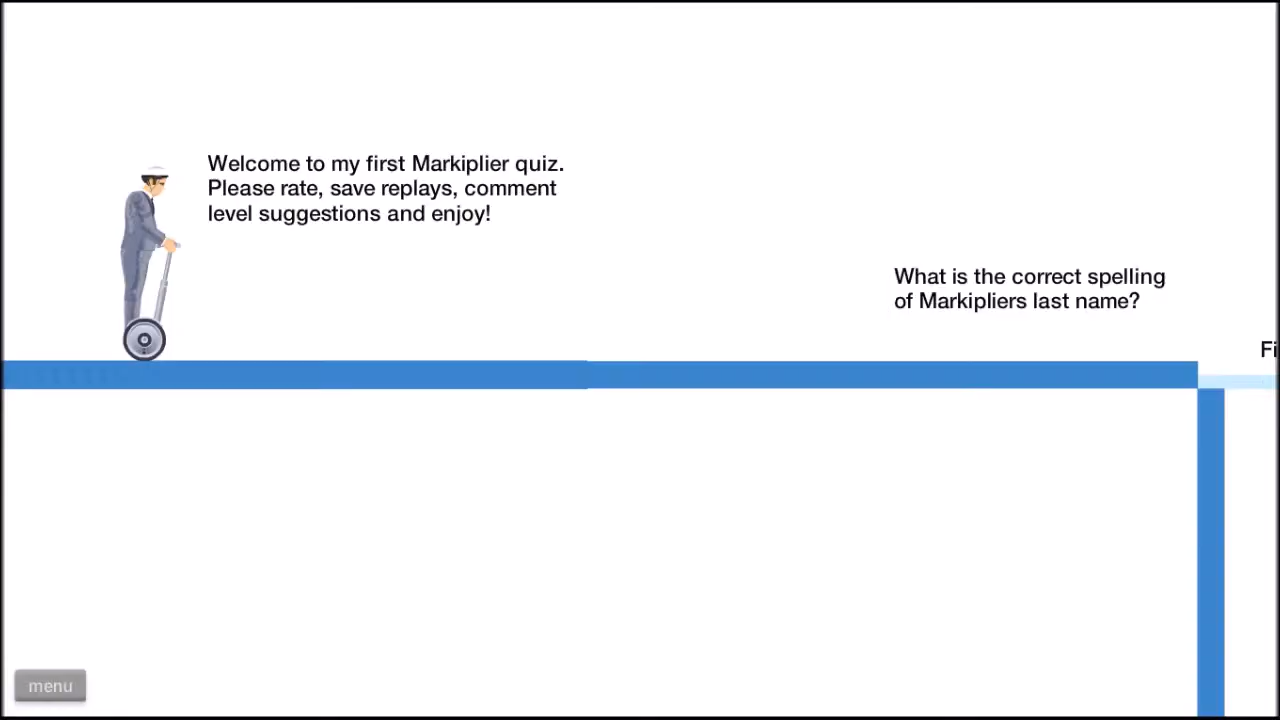 Welcome to my first Markiplier quiz.
Please rate, save replays, comment
level suggestions and enjoy!
What is the correct spelling
of Markipliers last name?
Fi
menu